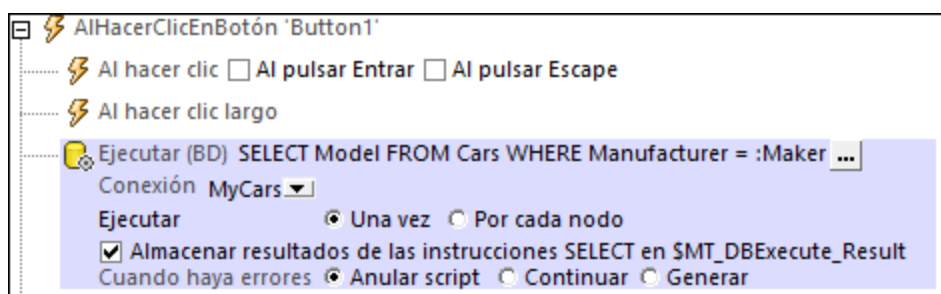 AlHacerClicEnBotón 'Button1'
Al hacer clic Al pulsar Entrar Al pulsar Escape
Al hacer clic largo
Ejecutar (BD) SELECT Model FROM Cars WHERE Manufacturer = :Maker ...
Conexión MyCars
Ejecutar Una vez Por cada nodo
Almacenar resultados de las instrucciones SELECT en $MT_DBExecute_Result
Cuando haya errores Anular script Continuar Generar